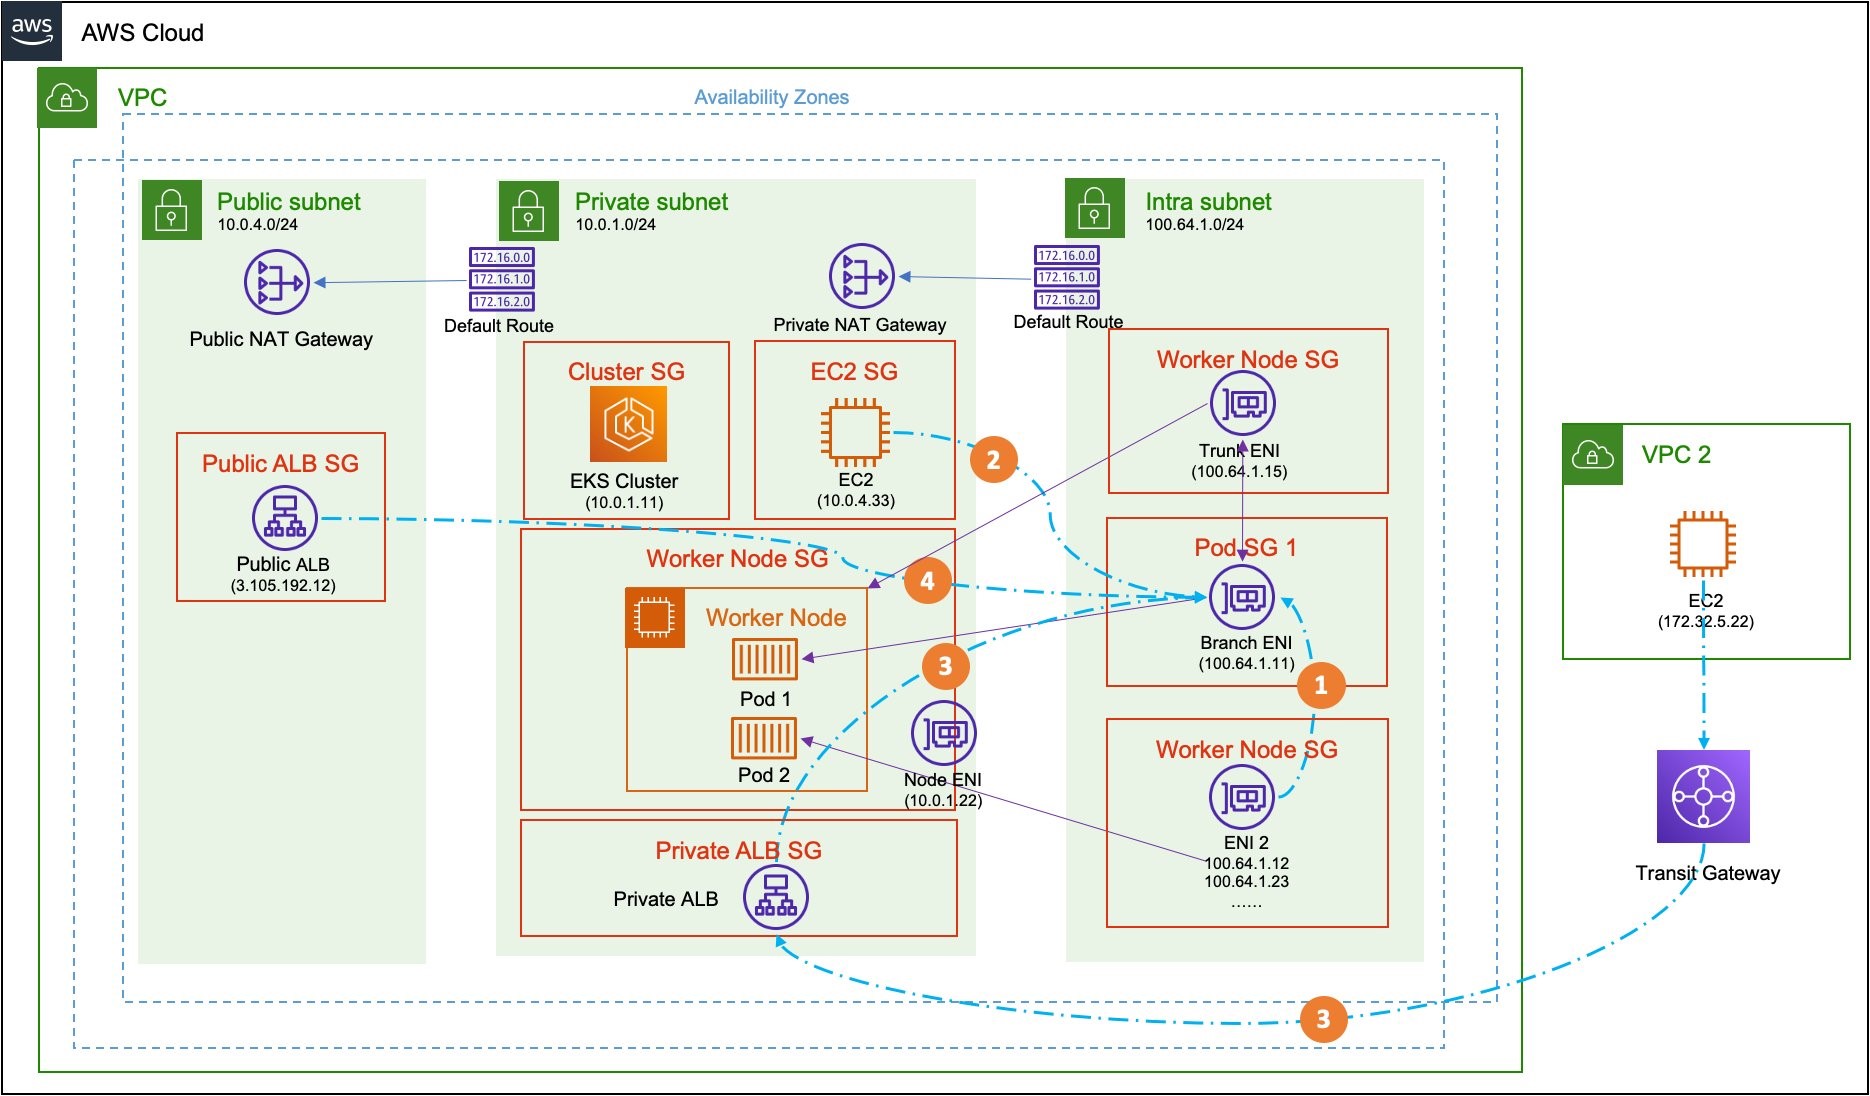 aws
AWS Cloud
VPC
Availability Zones
Public subnet
10.0.4.0/24
Public NAT Gateway
172.16.0.0
172.16.1.0
172.16.2.0
Default Route
Public ALB SG
Public ALB
(3.105.192.12)
Private subnet
10.0.1.0/24
Private NAT Gateway
172.16.0.0
172.16.1.0
172.16.2.0
Default Route
Cluster SG
K
EKS Cluster
(10.0.1.11)
EC2 SG
EC2
(10.0.4.33)
2
Worker Node SG
4
Worker Node
Pod 1
Pod 2
3
Node ENI
(10.0.1.22)
Private ALB SG
Private ALB
Intra subnet
100.64.1.0/24
Worker Node SG
Trunk ENI
(100.64.1.15)
Pod SG 1
Branch ENI
(100.64.1.11)
1
Worker Node SG
ENI 2
100.64.1.12
100.64.1.23
......
VPC 2
EC2
(172.32.5.22)
Transit Gateway
3